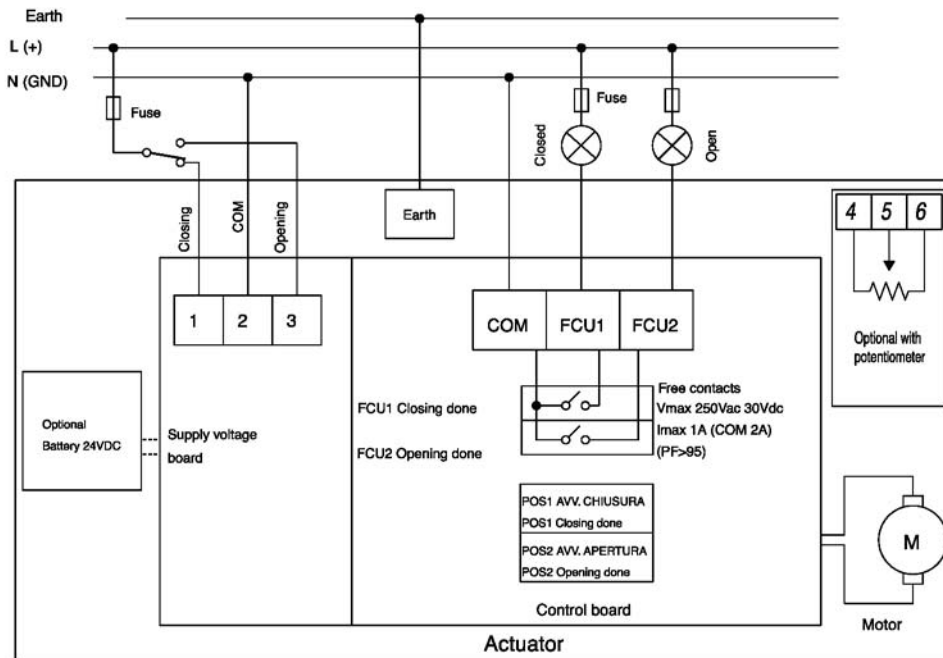 Earth
L (+)
N (GND)
Fuse
Fuse
Closed
Open
Closing
COM
Opening
Earth
4 5 6
Optional with
potentiometer
1 2 3
COM FCU1 FCU2
Free contacts
Vmax 250Vac 30Vdc
Imax 1A (COM 2A)
(PF>95)
FCU1 Closing done
FCU2 Opening done
Optional
Battery 24VDC
Supply voltage
board
POS1 AVV. CHIUSURA
POS1 Closing done
POS2 AVV. APERTURA
POS2 Opening done
Control board
M
Motor
Actuator